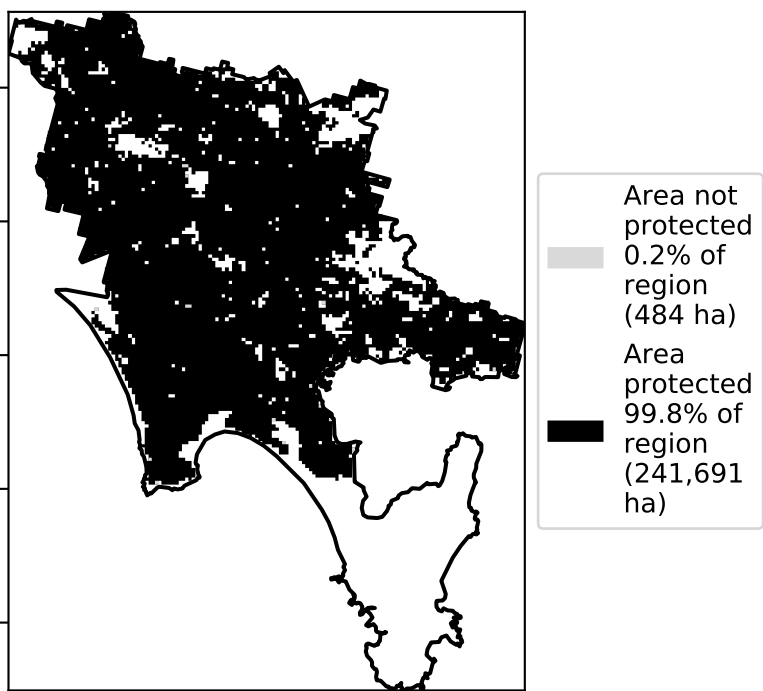 Area not
protected
0.2% of
region
(484 ha)
Area
protected
99.8% of
region
(241,691
ha)